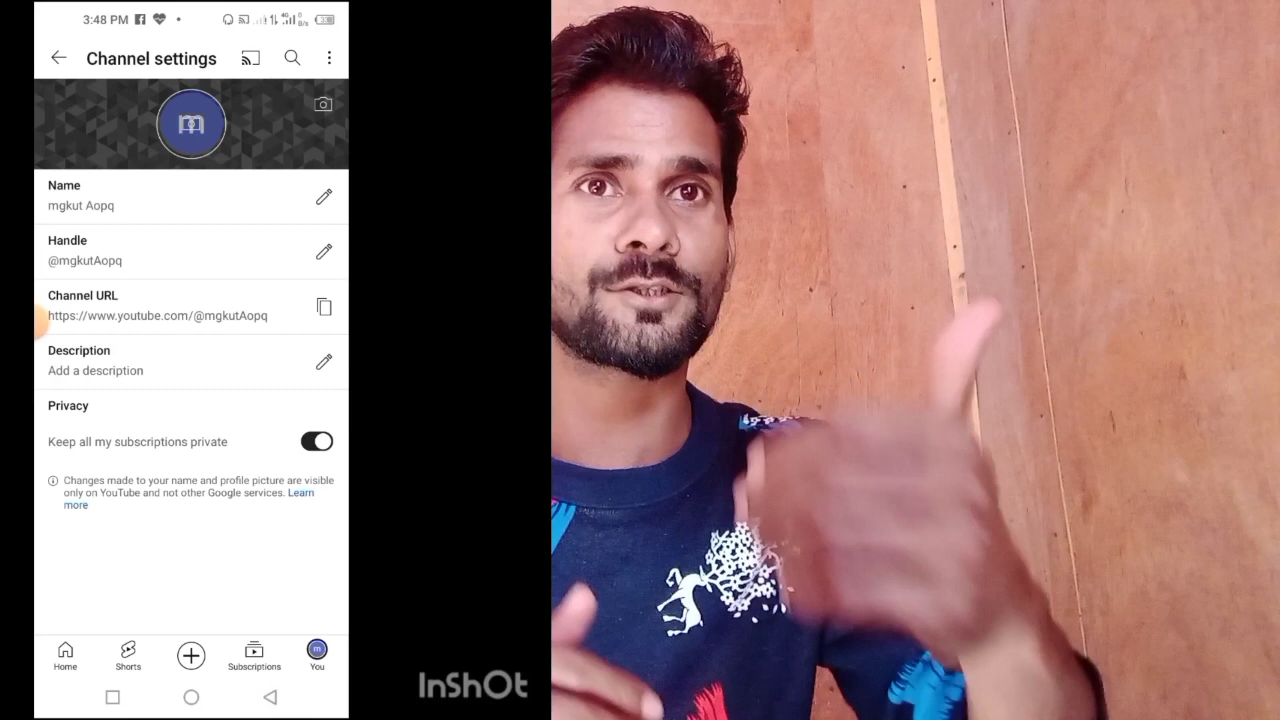 3:48 PM
Channel settings
m
Name
mgkut Aopq
Handle
@mgkutAopq
Channel URL
https://www.youtube.com/@mgkutAopq
Description
Add a description
Privacy
Keep all my subscriptions private
Changes made to your name and profile picture are visible
only on YouTube and not other Google services. Learn
more
Home
Shorts
Subscriptions
m
You
InShOt